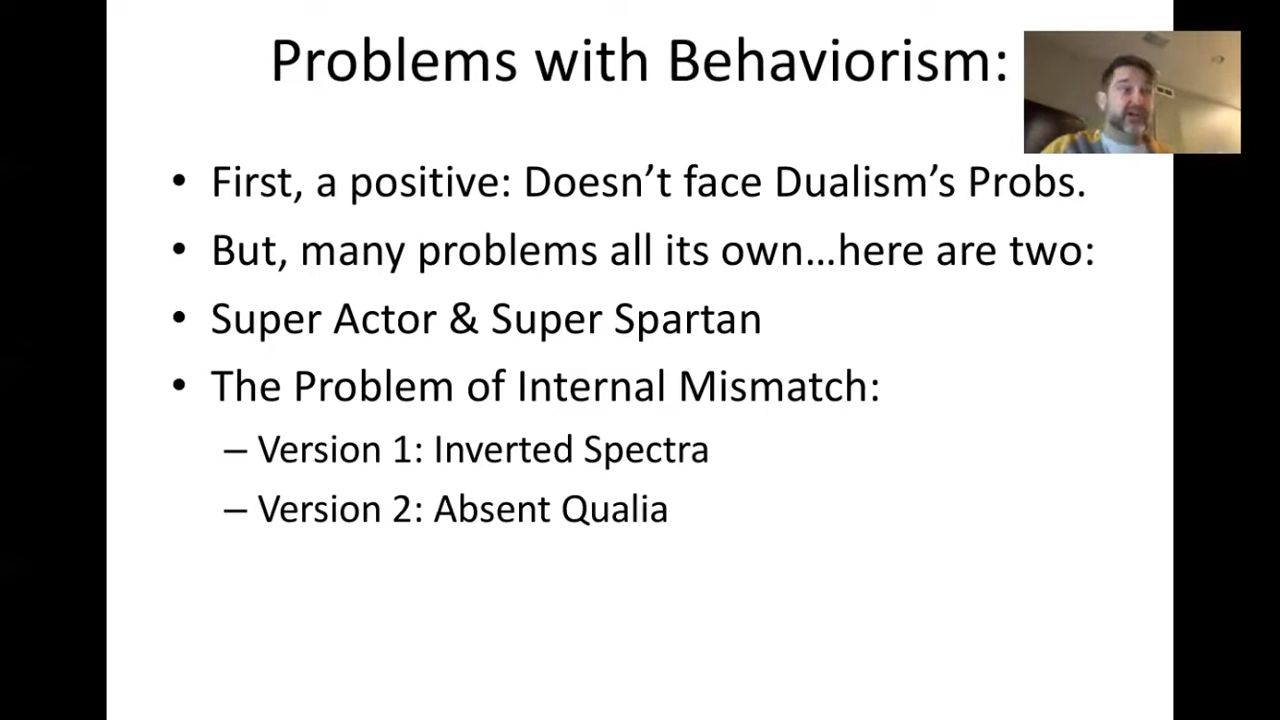 Problems with Behaviorism:
• First, a positive: Doesn’t face Dualism’s Probs.
• But, many problems all its own…here are two:
• Super Actor & Super Spartan
• The Problem of Internal Mismatch:
– Version 1: Inverted Spectra
– Version 2: Absent Qualia